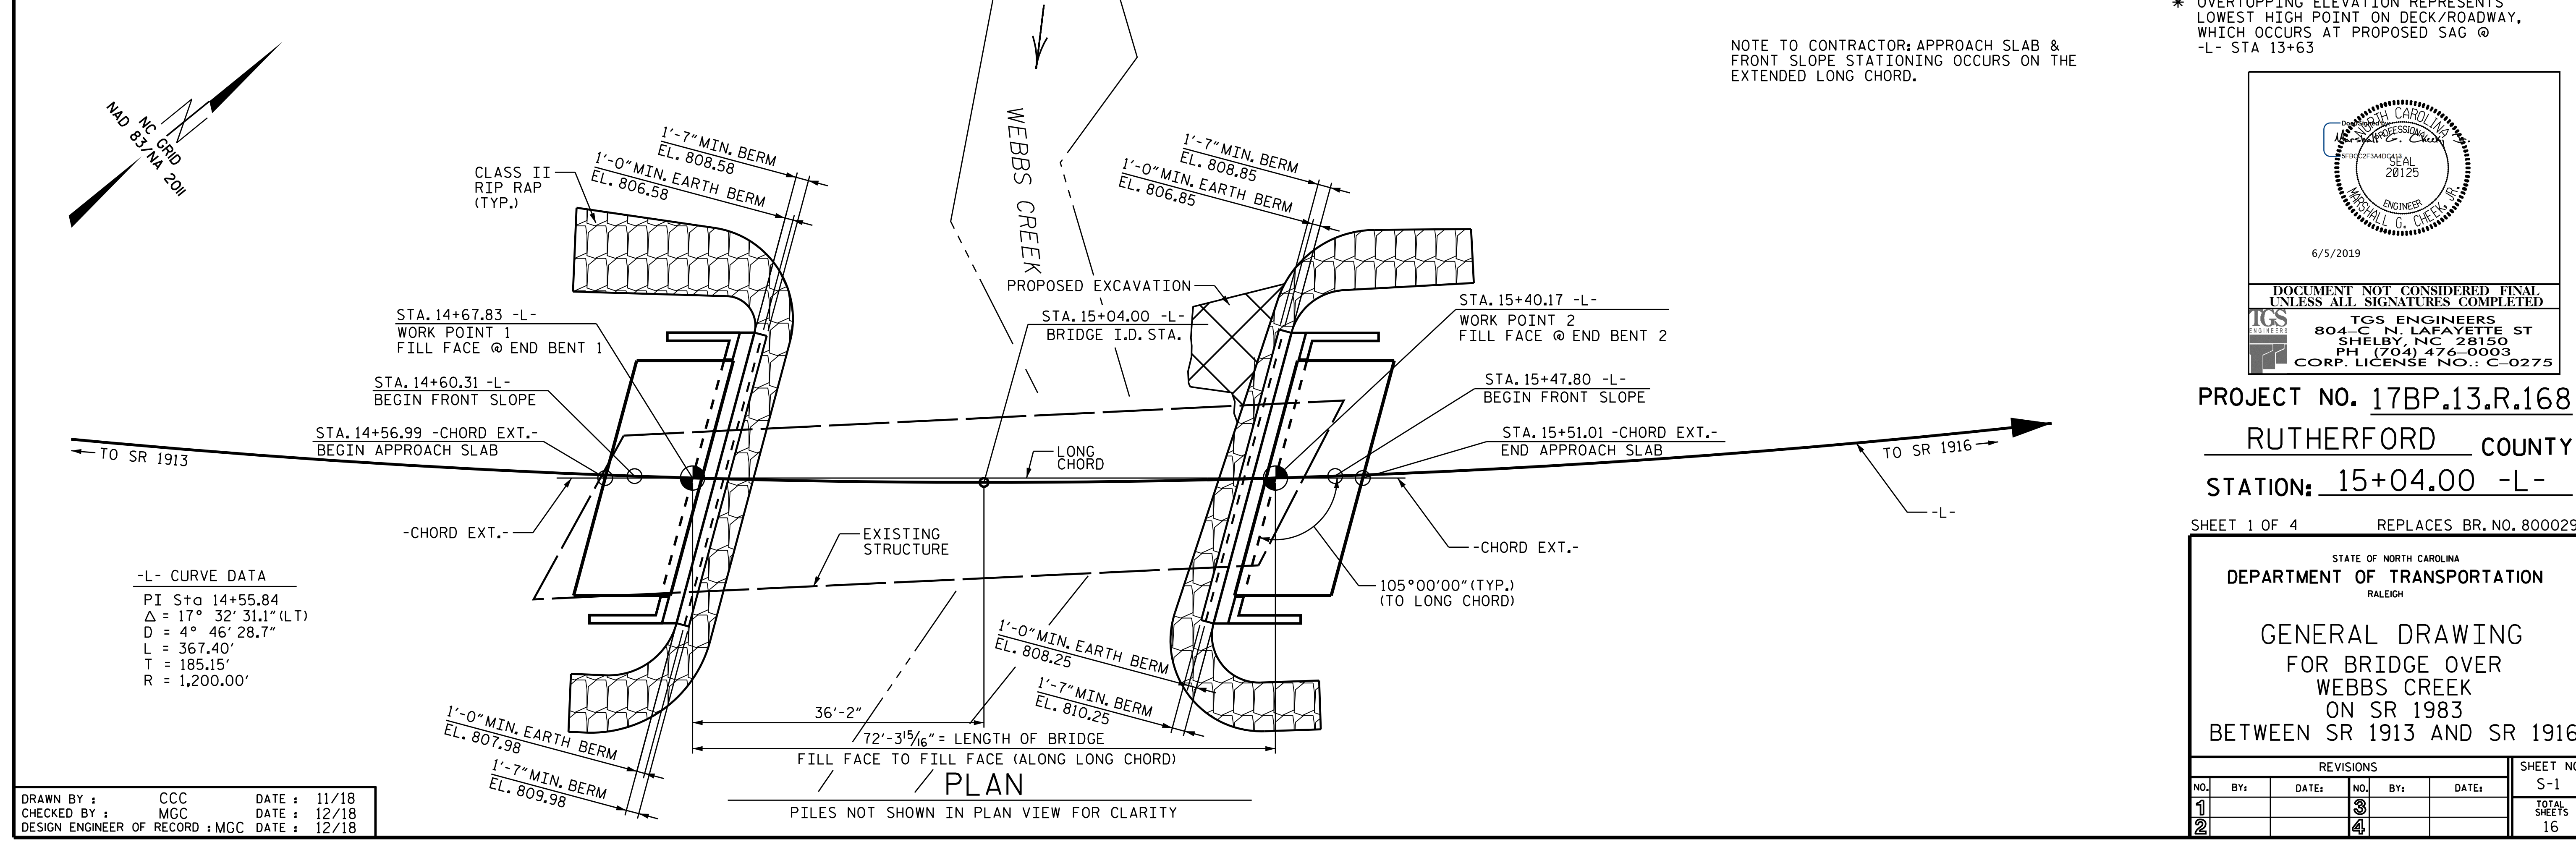 * OVERTOPPING ELEVATION REPRESENTS
LOWEST HIGH POINT ON DECK/ROADWAY,
WHICH OCCURS AT PROPOSED SAG @
-L- STA 13+63
NOTE TO CONTRACTOR: APPROACH SLAB &
FRONT SLOPE STATIONING OCCURS ON THE
EXTENDED LONG CHORD.
NC GRID
NAD 83/NA 2011
CLASS II
RIP RAP
(TYP.)
1'-7" MIN. BERM
EL. 808.58
1'-0" MIN. EARTH BERM
EL. 806.58
WEBBS CREEK
1'-7" MIN. BERM
EL. 808.85
1'-0" MIN. EARTH BERM
EL. 806.85
PROPOSED EXCAVATION
STA. 14+67.83 -L-
WORK POINT 1
FILL FACE @ END BENT 1
STA. 15+04.00 -L-
BRIDGE I.D. STA.
STA. 15+40.17 -L-
WORK POINT 2
FILL FACE @ END BENT 2
STA. 14+60.31 -L-
BEGIN FRONT SLOPE
STA. 15+47.80 -L-
BEGIN FRONT SLOPE
STA. 14+56.99 -CHORD EXT.-
BEGIN APPROACH SLAB
STA. 15+51.01 -CHORD EXT.-
END APPROACH SLAB
TO SR 1913
LONG
CHORD
TO SR 1916
-CHORD EXT.-
EXISTING
STRUCTURE
-CHORD EXT.-
-L-
105°00'00" (TYP.)
(TO LONG CHORD)
-L- CURVE DATA
PI Sta 14+55.84
Δ = 17° 32' 31.1" (LT)
D = 4° 46' 28.7"
L = 367.40'
T = 185.15'
R = 1,200.00'
1'-0" MIN. EARTH BERM
EL. 808.25
1'-7" MIN. BERM
EL. 810.25
1'-0" MIN. EARTH BERM
EL. 807.98
1'-7" MIN. BERM
EL. 809.98
36'-2"
72'-3 15/16" = LENGTH OF BRIDGE
FILL FACE TO FILL FACE (ALONG LONG CHORD)
PLAN
PILES NOT SHOWN IN PLAN VIEW FOR CLARITY
DRAWN BY : CCC DATE : 11/18
CHECKED BY : MGC DATE : 12/18
DESIGN ENGINEER OF RECORD : MGC DATE : 12/18
NORTH CAROLINA
PROFESSIONAL
SEAL
20125
ENGINEER
MARSHALL G. CHEEK, JR.
6/5/2019
DOCUMENT NOT CONSIDERED FINAL
UNLESS ALL SIGNATURES COMPLETED
TGS
ENGINEERS
TGS ENGINEERS
804-C N. LAFAYETTE ST
SHELBY, NC 28150
PH (704) 476-0003
CORP. LICENSE NO.: C-0275
PROJECT NO. 17BP.13.R.168
RUTHERFORD COUNTY
STATION: 15+04.00 -L-
SHEET 1 OF 4 REPLACES BR. NO. 800029
STATE OF NORTH CAROLINA
DEPARTMENT OF TRANSPORTATION
RALEIGH
GENERAL DRAWING
FOR BRIDGE OVER
WEBBS CREEK
ON SR 1983
BETWEEN SR 1913 AND SR 1916
REVISIONS
NO. BY: DATE: NO. BY: DATE:
1 3
2 4
SHEET NO
S-1
TOTAL
SHEETS
16